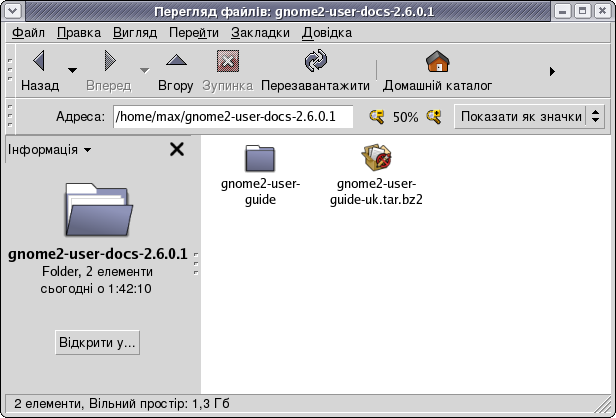 Перегляд файлів: gnome2-user-docs-2.6.0.1
Файл Правка Вигляд Перейти Закладки Довідка
Назад Вперед Вгору Зупинка Перезавантажити Домашній каталог
Адреса: /home/max/gnome2-user-docs-2.6.0.1 50% Показати як значки
Інформація
gnome2-user-docs-2.6.0.1
Folder, 2 елементи
сьогодні о 1:42:10
Відкрити у...
gnome2-user-
guide
gnome2-user-
guide-uk.tar.bz2
2 елементи, Вільний простір: 1,3 Гб